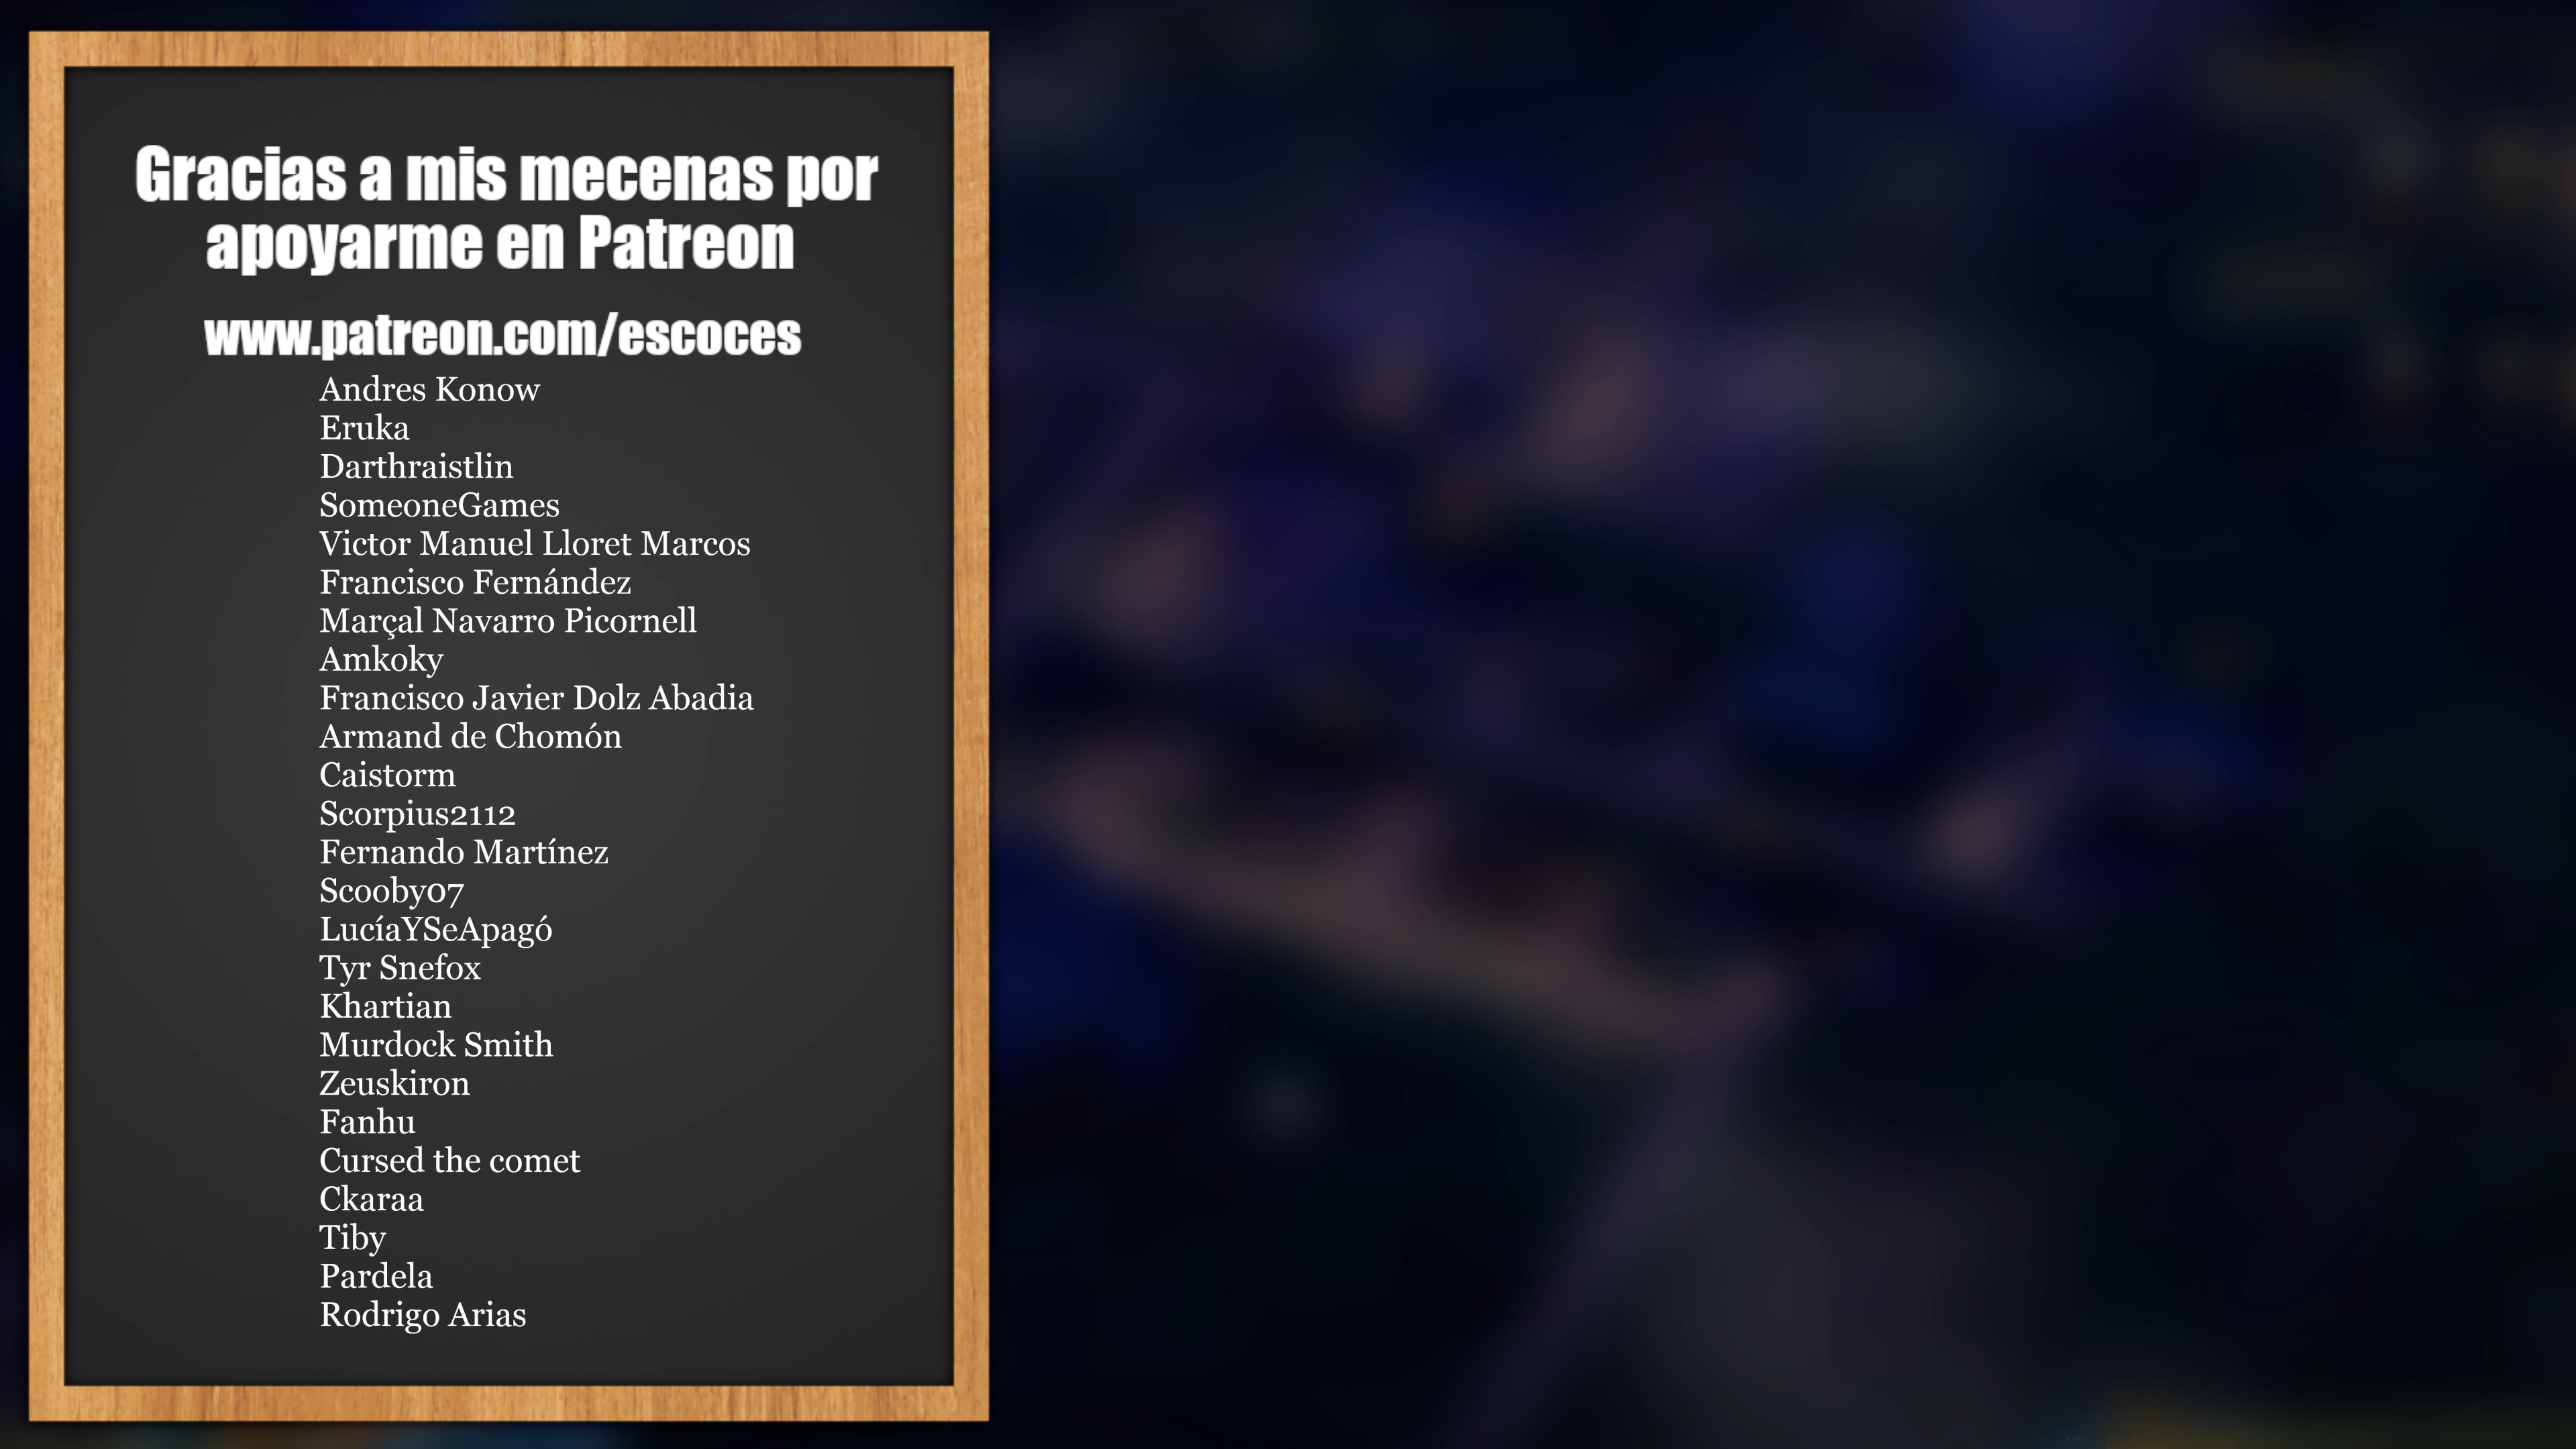 Gracias a mis mecenas por
apoyarme en Patreon
www.patreon.com/escoces
Andres Konow
Eruka
Darthraistlin
SomeoneGames
Victor Manuel Lloret Marcos
Francisco Fernández
Marçal Navarro Picornell
Amkoky
Francisco Javier Dolz Abadia
Armand de Chomón
Caistorm
Scorpius2112
Fernando Martínez
Scooby07
LucíaYSeApagó
Tyr Snefox
Khartian
Murdock Smith
Zeuskiron
Fanhu
Cursed the comet
Ckaraa
Tiby
Pardela
Rodrigo Arias